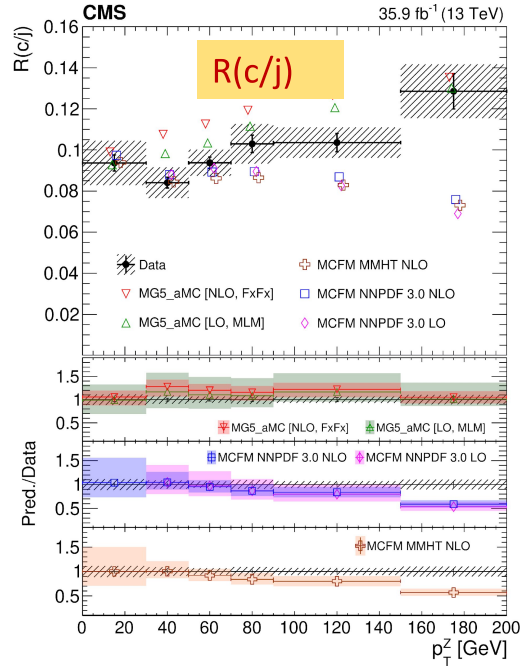 CMS 35.9 fb⁻¹ (13 TeV)
R(c/j)
R(c/j)
0.16
0.14
0.12
0.1
0.08
0.06
0.04
0.02
0
Data
MG5_aMC [NLO, FxFx]
MG5_aMC [LO, MLM]
MCFM MMHT NLO
MCFM NNPDF 3.0 NLO
MCFM NNPDF 3.0 LO
Pred./Data
1.5
1
0.5
MG5_aMC [NLO, FxFx] MG5_aMC [LO, MLM]
1.5
1
0.5
MCFM NNPDF 3.0 NLO MCFM NNPDF 3.0 LO
1.5
1
0.5
MCFM MMHT NLO
0 20 40 60 80 100 120 140 160 180 200
p_T^Z [GeV]